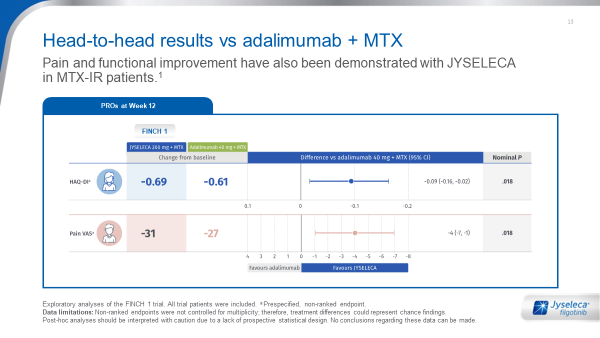 13
Head-to-head results vs adalimumab + MTX
Pain and functional improvement have also been demonstrated with JYSELECA
in MTX-IR patients.¹
PROs at Week 12
FINCH 1
JYSELECA 200 mg + MTX Adalimumab 40 mg + MTX
Change from baseline Difference vs adalimumab 40 mg + MTX (95% CI) Nominal P
HAQ-DIᵃ -0.69 -0.61 -0.09 (-0.16, -0.02) .018
0.1 0 -0.1 -0.2
Pain VASᵃ -31 -27 -4 (-7, -1) .018
4 3 2 1 0 -1 -2 -3 -4 -5 -6 -7 -8
Favours adalimumab Favours JYSELECA
Exploratory analyses of the FINCH 1 trial. All trial patients were included. ᵃ Prespecified, non-ranked endpoint.
Data limitations: Non-ranked endpoints were not controlled for multiplicity; therefore, treatment differences could represent chance findings.
Post-hoc analyses should be interpreted with caution due to a lack of prospective statistical design. No conclusions regarding these data can be made.
Jyseleca
filgotinib